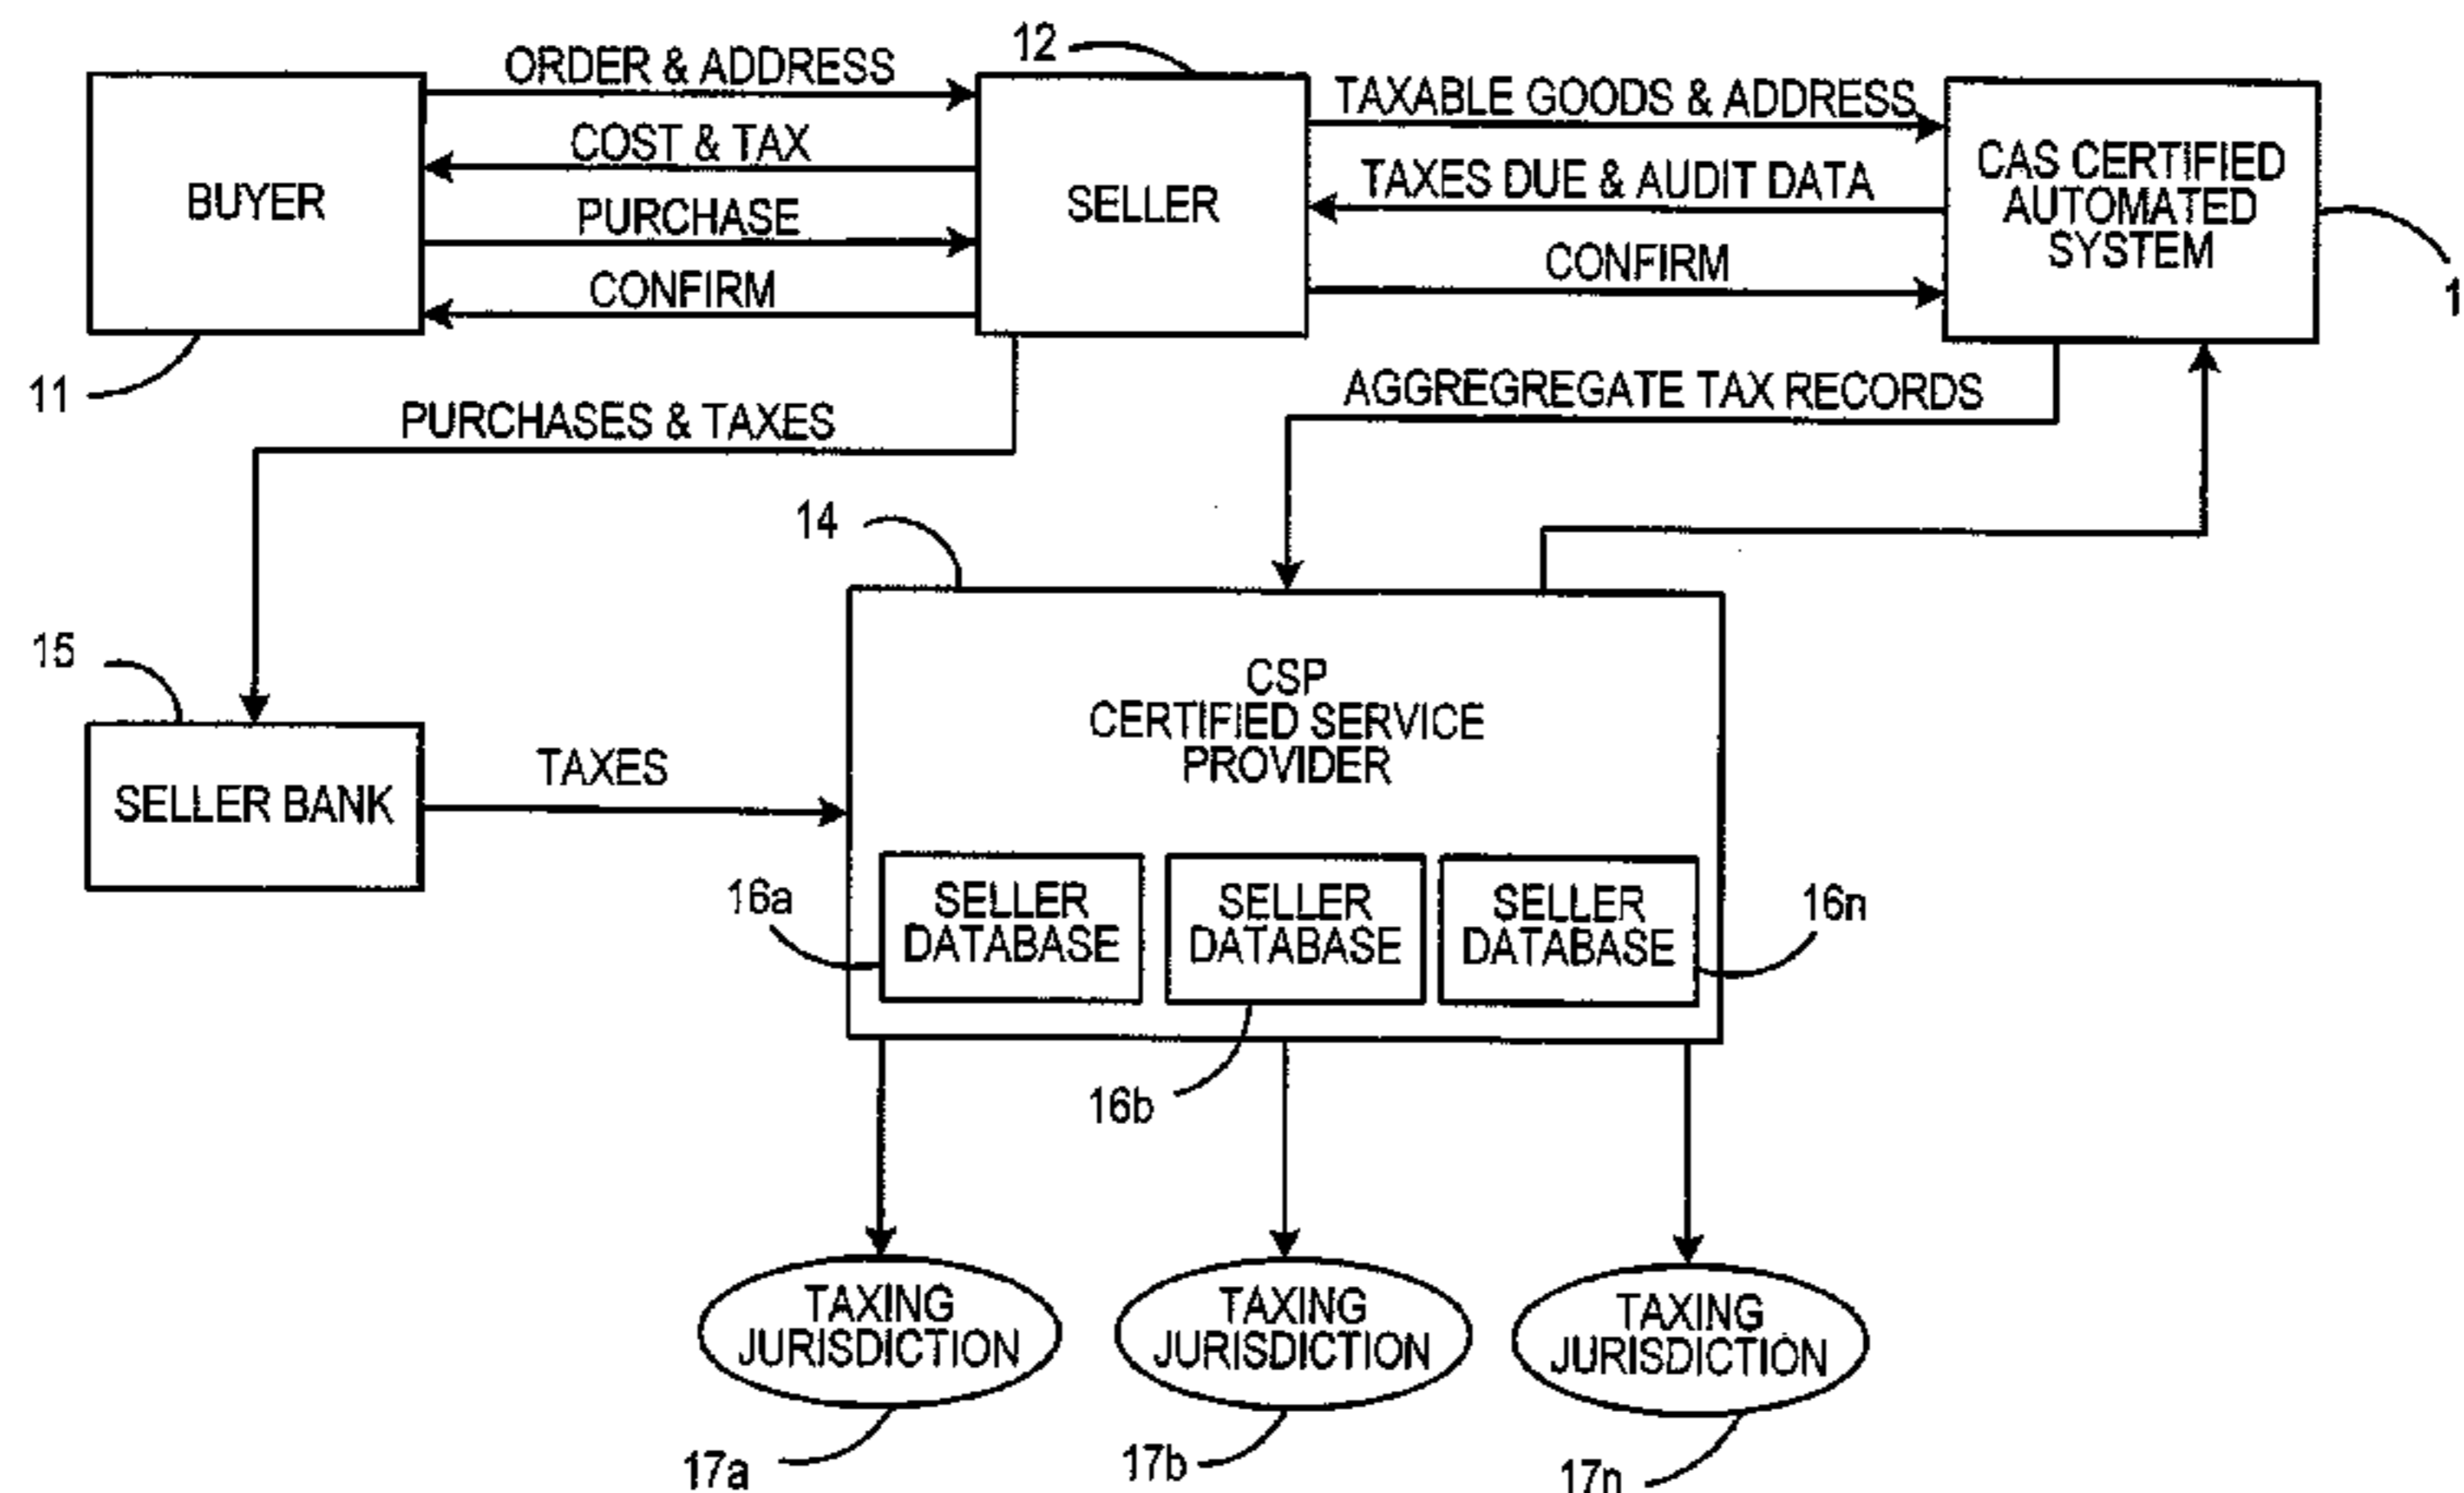 12
ORDER & ADDRESS
COST & TAX
PURCHASE
CONFIRM
BUYER
SELLER
TAXABLE GOODS & ADDRESS
TAXES DUE & AUDIT DATA
CONFIRM
CAS CERTIFIED
AUTOMATED
SYSTEM
1
11
PURCHASES & TAXES
AGGREGREGATE TAX RECORDS
14
15
SELLER BANK
TAXES
CSP
CERTIFIED SERVICE
PROVIDER
16a
SELLER
DATABASE
SELLER
DATABASE
SELLER
DATABASE
16n
16b
TAXING
JURISDICTION
TAXING
JURISDICTION
TAXING
JURISDICTION
17a
17b
17n